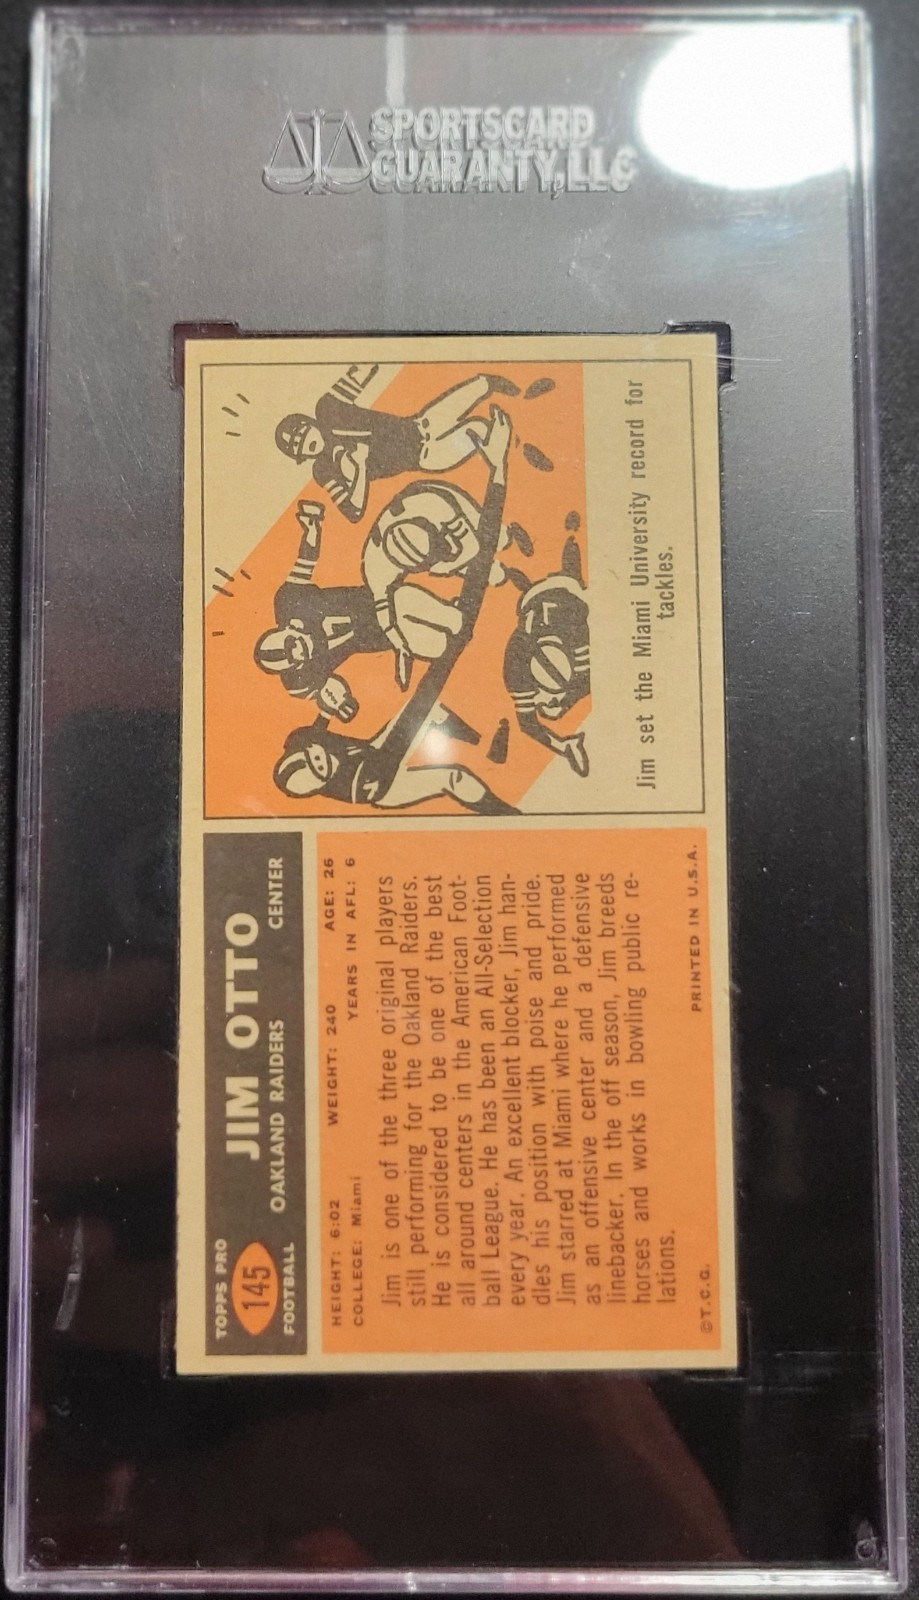 SPORTSCARD
GUARANTY, LLC
TOPPS PRO
145
FOOTBALL
JIM OTTO
OAKLAND RAIDERS CENTER
HEIGHT: 6:02 WEIGHT: 240 AGE: 26
COLLEGE: Miami YEARS IN AFL: 6
Jim is one of the three original players
still performing for the Oakland Raiders.
He is considered to be one of the best
all around centers in the American Foot-
ball League. He has been an All-Selection
every year. An excellent blocker, Jim han-
dles his position with poise and pride.
Jim starred at Miami where he performed
as an offensive center and a defensive
linebacker. In the off season, Jim breeds
horses and works in bowling public re-
lations.
©T.C.G. PRINTED IN U.S.A.
Jim set the Miami University record for
tackles.